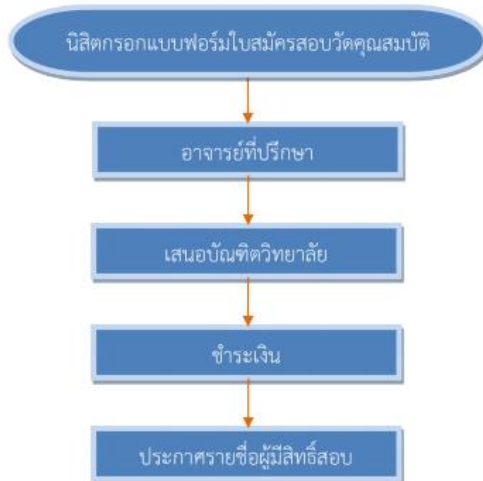 นิสิตกรอกแบบฟอร์มใบสมัครสอบวัดคุณสมบัติ
อาจารย์ที่ปรึกษา
เสนอบัณฑิตวิทยาลัย
ชำระเงิน
ประกาศรายชื่อผู้มีสิทธิ์สอบ